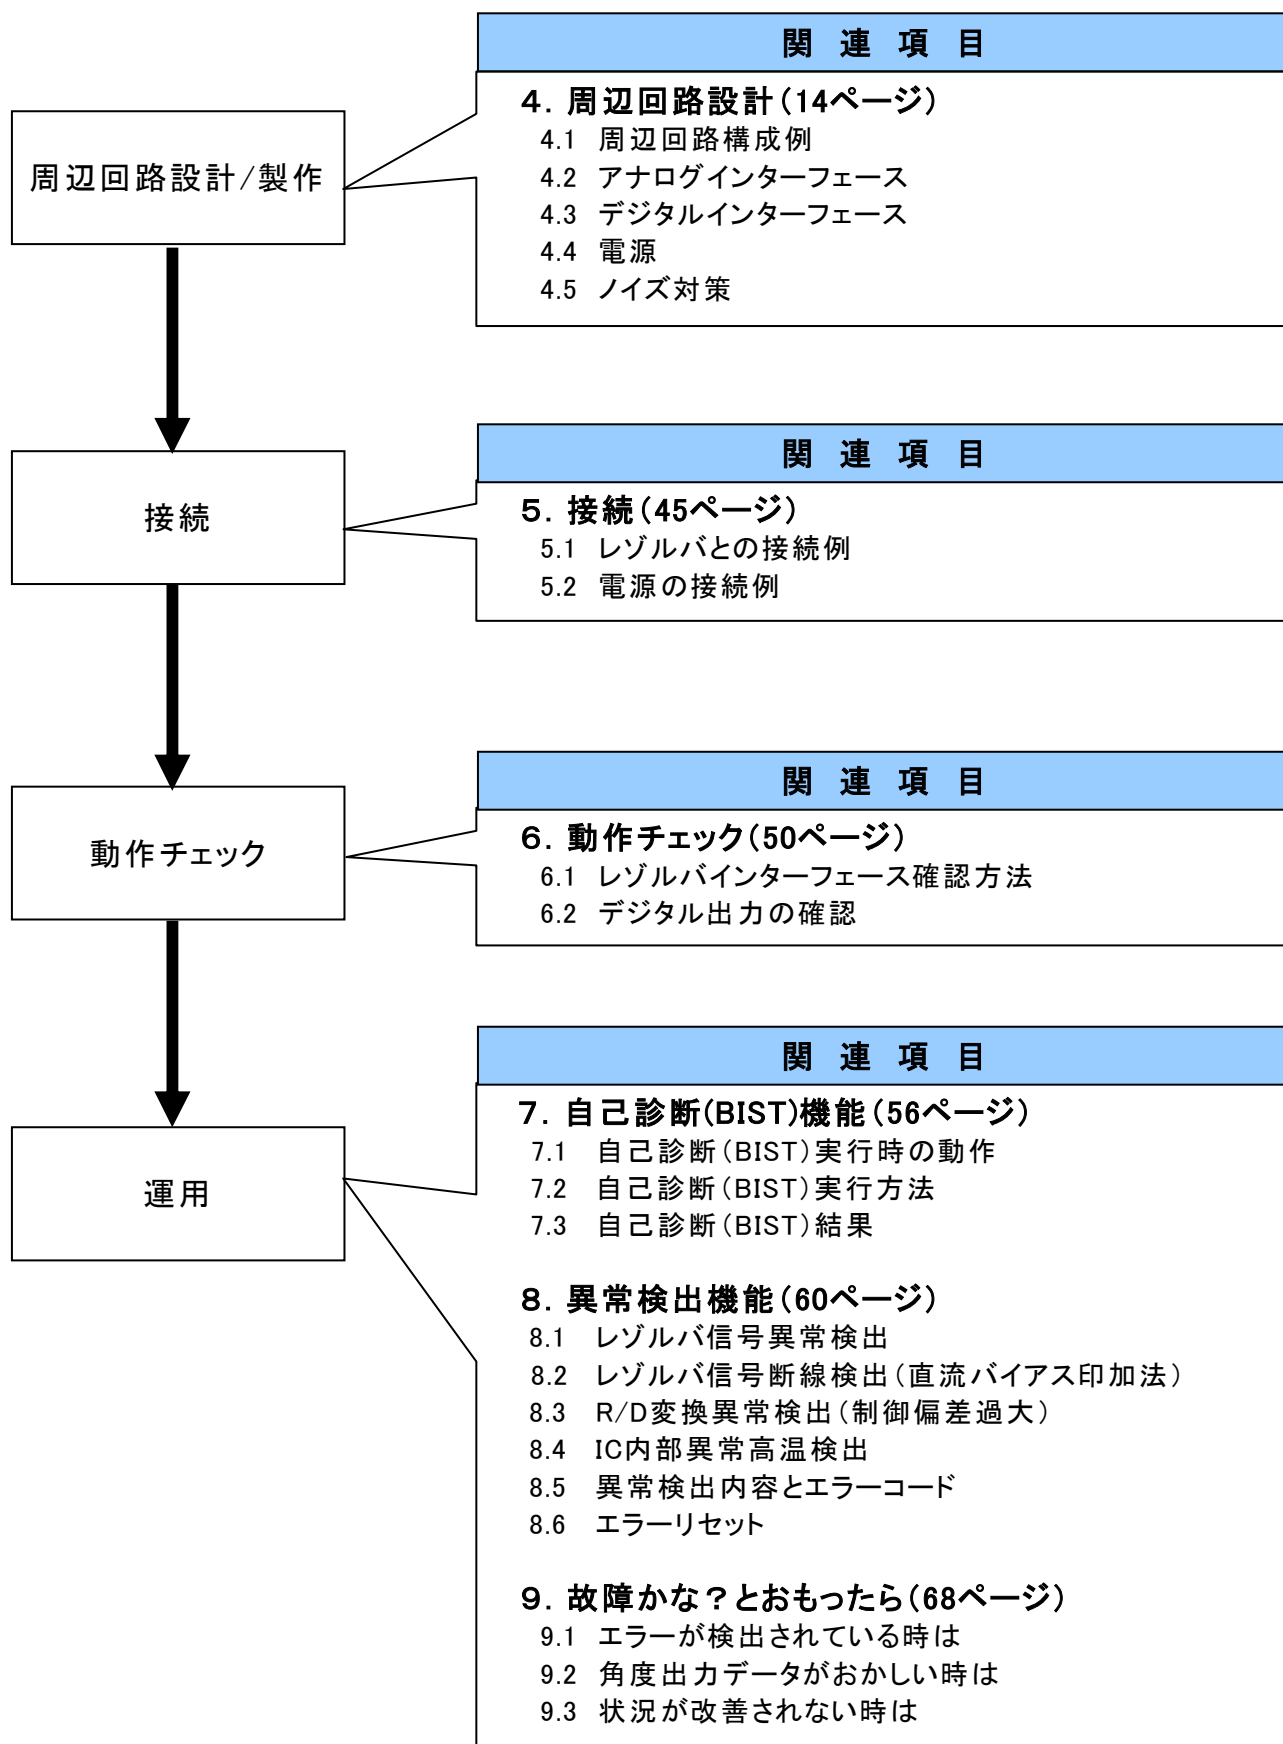 関 連 項 目
周辺回路設計/製作
4. 周辺回路設計(14ページ)
4.1 周辺回路構成例
4.2 アナログインターフェース
4.3 デジタルインターフェース
4.4 電源
4.5 ノイズ対策
関 連 項 目
接続
5. 接続(45ページ)
5.1 レゾルバとの接続例
5.2 電源の接続例
関 連 項 目
動作チェック
6. 動作チェック(50ページ)
6.1 レゾルバインターフェース確認方法
6.2 デジタル出力の確認
関 連 項 目
運用
7. 自己診断(BIST)機能(56ページ)
7.1 自己診断(BIST)実行時の動作
7.2 自己診断(BIST)実行方法
7.3 自己診断(BIST)結果
8. 異常検出機能(60ページ)
8.1 レゾルバ信号異常検出
8.2 レゾルバ信号断線検出(直流バイアス印加法)
8.3 R/D変換異常検出(制御偏差過大)
8.4 IC内部異常高温検出
8.5 異常検出内容とエラーコード
8.6 エラーリセット
9. 故障かな?とおもったら(68ページ)
9.1 エラーが検出されている時は
9.2 角度出力データがおかしい時は
9.3 状況が改善されない時は